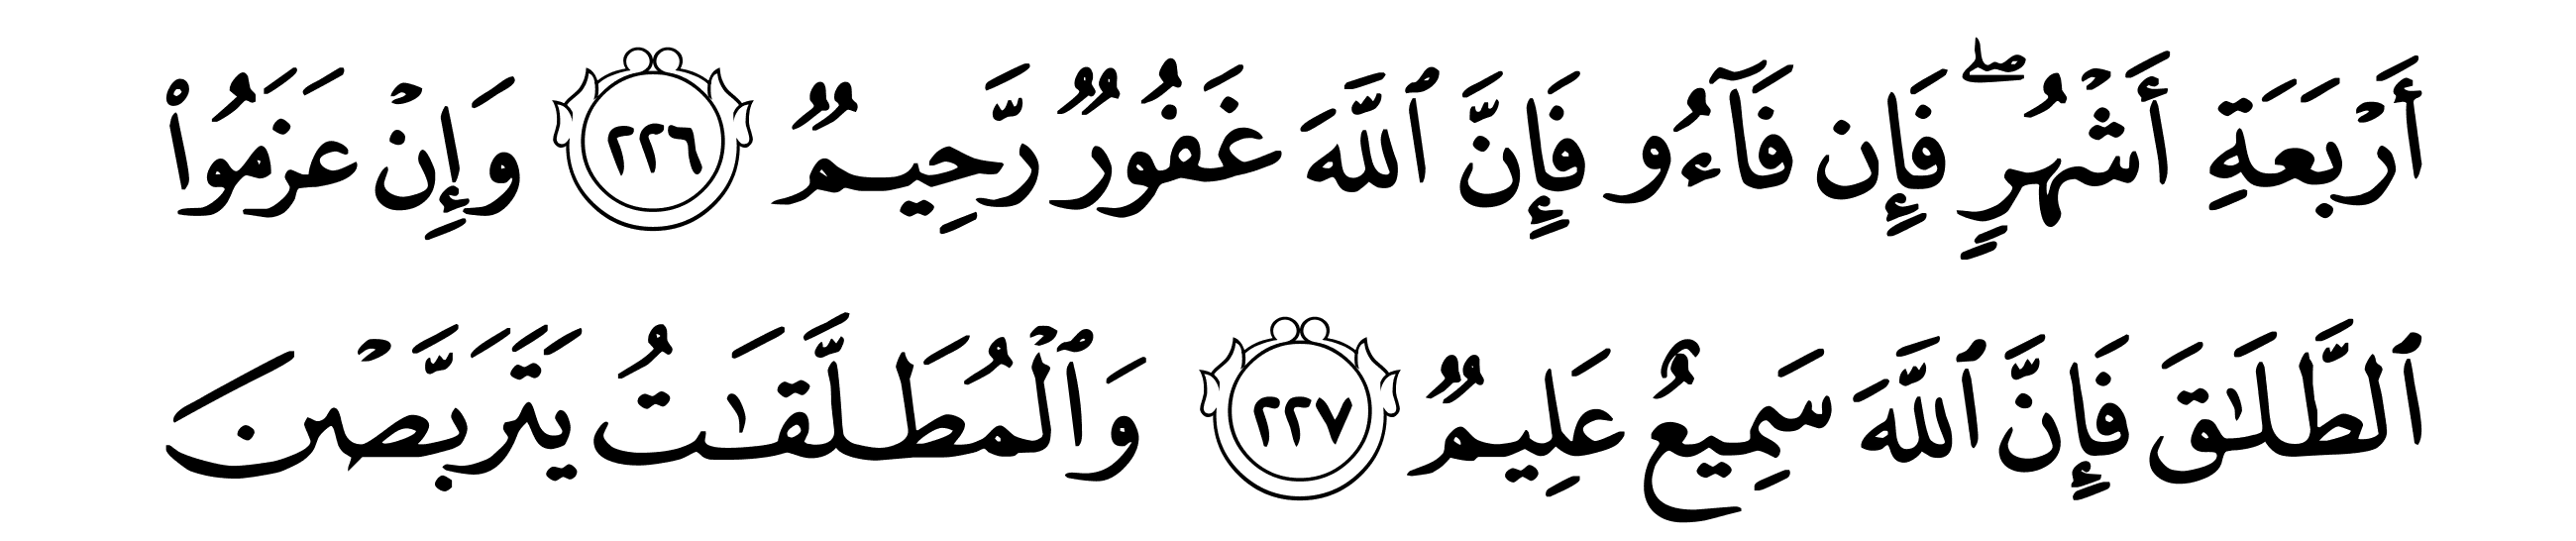 أَرۡبَعَةِ أَشۡهُرٖۖ فَإِن فَآءُو فَإِنَّ ٱللَّهَ غَفُورٞ رَّحِيمٞ ٢٢٦ وَإِنۡ عَزَمُواْ
ٱلطَّلَٰقَ فَإِنَّ ٱللَّهَ سَمِيعٌ عَلِيمٞ ٢٢٧ وَٱلۡمُطَلَّقَٰتُ يَتَرَبَّصۡنَ